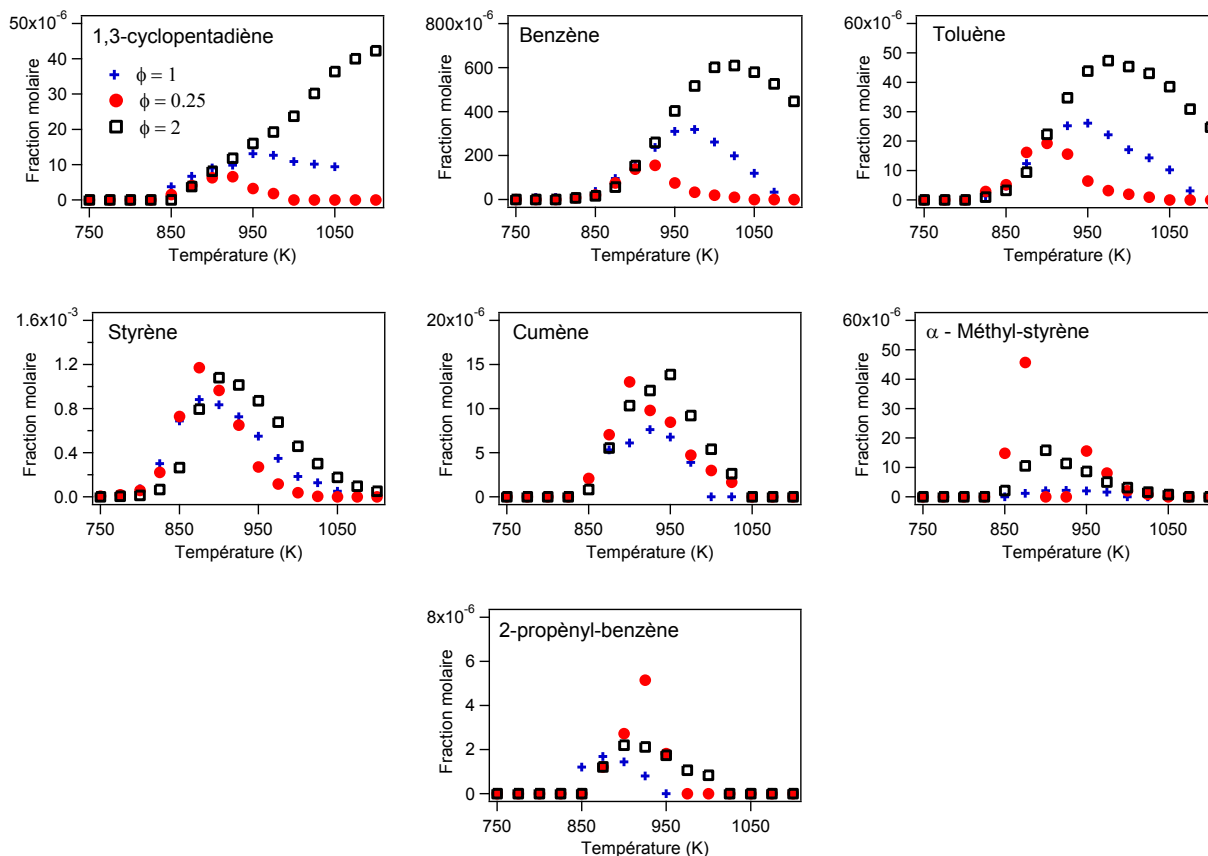 50x10⁻⁶
40
30
20
10
0
Fraction molaire
1,3-cyclopentadiène
ϕ = 1
ϕ = 0.25
ϕ = 2
750 850 950 1050
Température (K)
800x10⁻⁶
600
400
200
0
Fraction molaire
Benzène
750 850 950 1050
Température (K)
60x10⁻⁶
50
40
30
20
10
0
Fraction molaire
Toluène
750 850 950 1050
Température (K)
1.6x10⁻³
1.2
0.8
0.4
0.0
Fraction molaire
Styrène
750 850 950 1050
Température (K)
20x10⁻⁶
15
10
5
0
Fraction molaire
Cumène
750 850 950 1050
Température (K)
60x10⁻⁶
50
40
30
20
10
0
Fraction molaire
α - Méthyl-styrène
750 850 950 1050
Température (K)
8x10⁻⁶
6
4
2
0
Fraction molaire
2-propènyl-benzène
750 850 950 1050
Température (K)